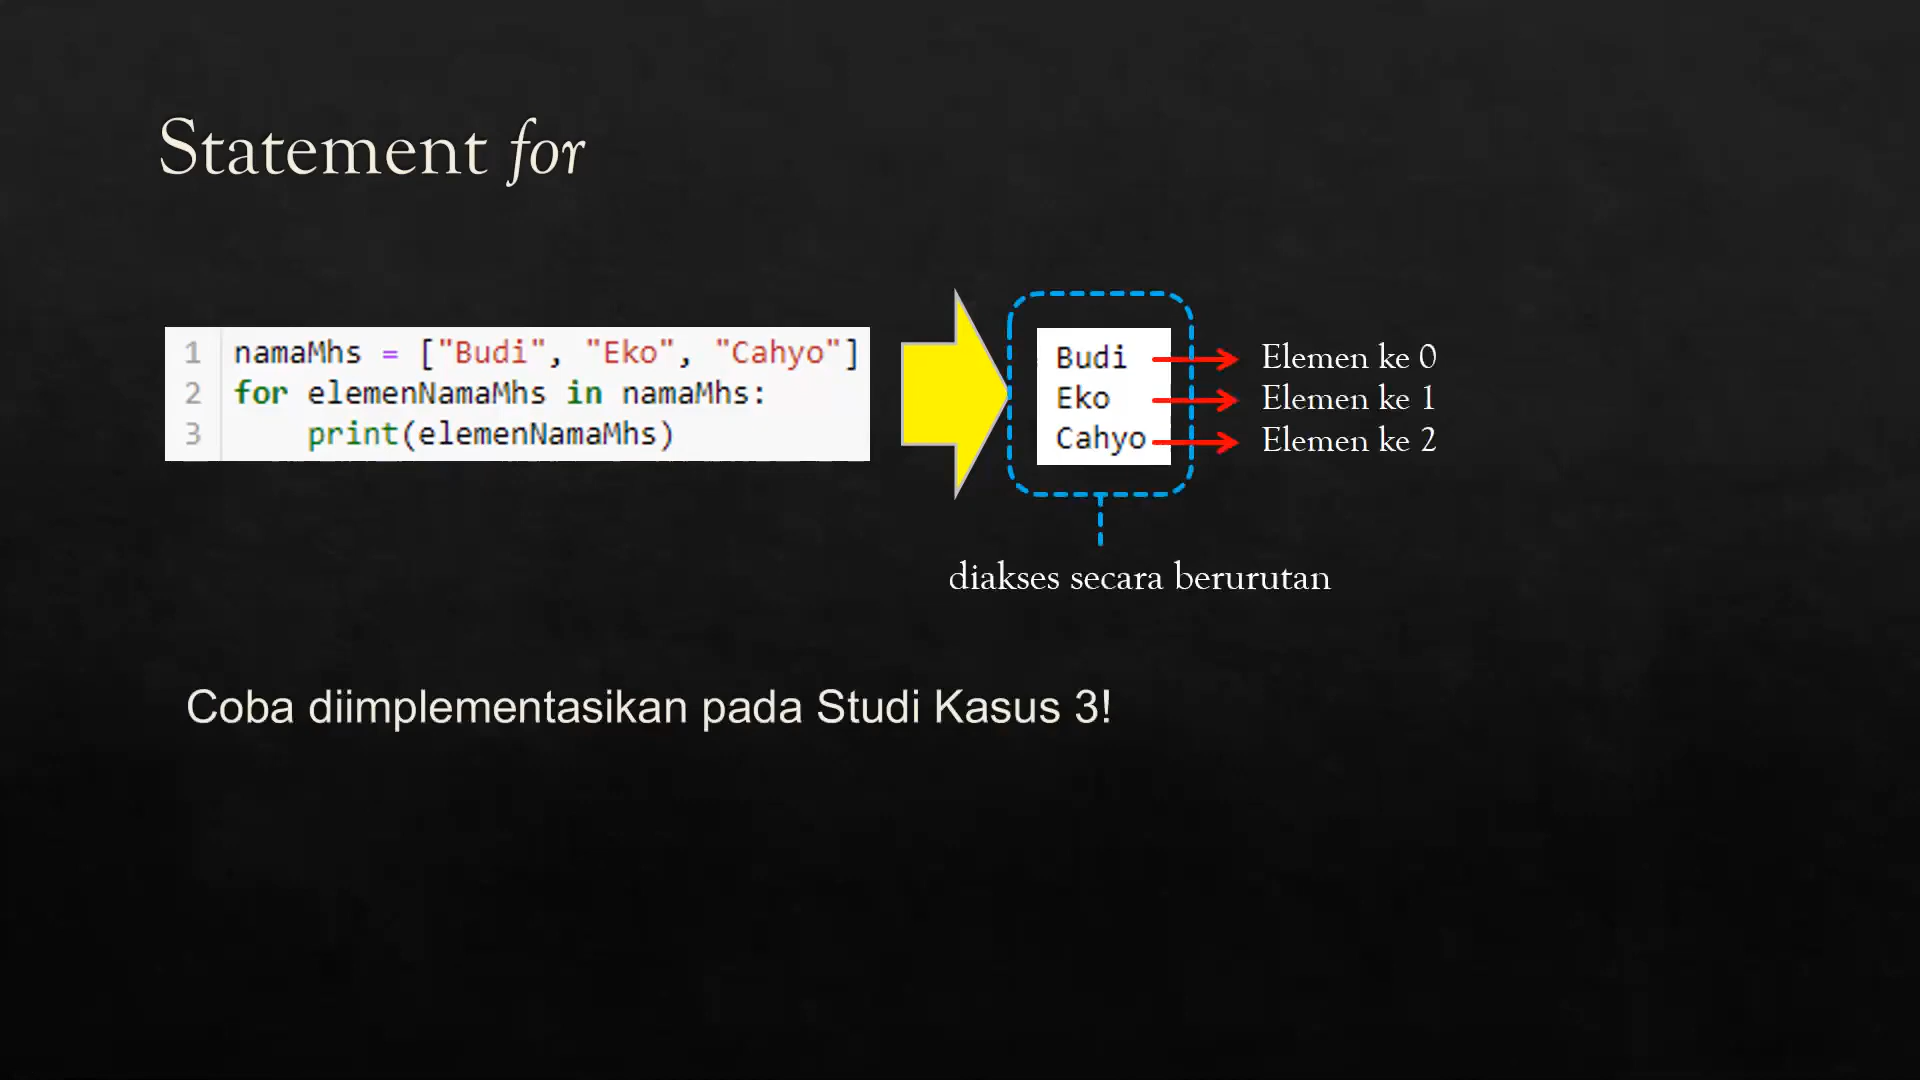 Statement for
1 namaMhs = ["Budi", "Eko", "Cahyo"]
2 for elemenNamaMhs in namaMhs:
3     print(elemenNamaMhs)
Budi
Eko
Cahyo
Elemen ke 0
Elemen ke 1
Elemen ke 2
diakses secara berurutan
Coba diimplementasikan pada Studi Kasus 3!